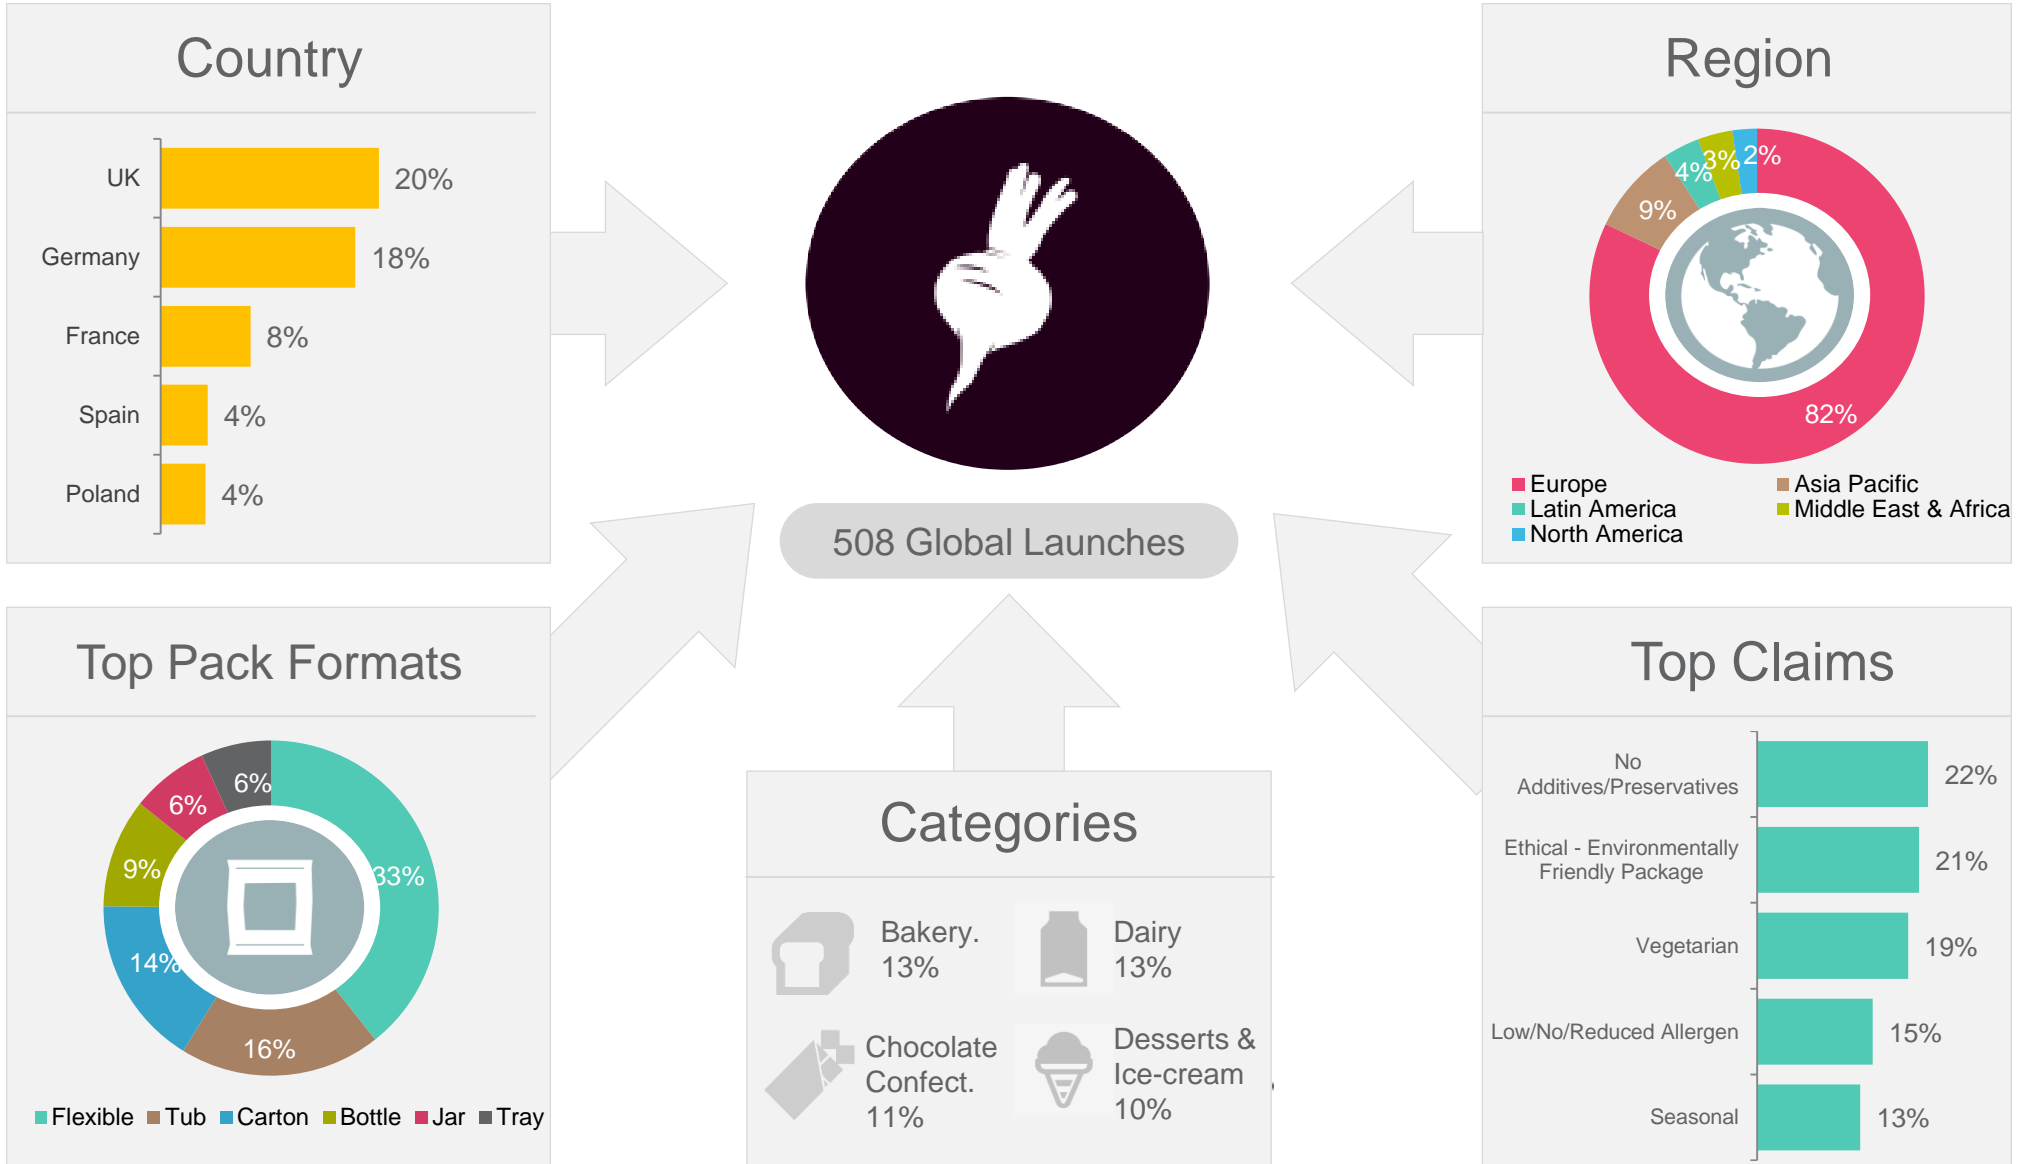 Country
UK
20%
Germany
18%
France
8%
Spain
4%
Poland
4%
508 Global Launches
Region
2%
3%
4%
9%
82%
Europe
Asia Pacific
Latin America
Middle East & Africa
North America
Top Pack Formats
6%
6%
33%
9%
14%
16%
Flexible Tub Carton Bottle Jar Tray
Categories
Bakery.
13%
Dairy
13%
Chocolate
Confect.
11%
Desserts &
Ice-cream
10%
Top Claims
No
Additives/Preservatives
22%
Ethical - Environmentally
Friendly Package
21%
Vegetarian
19%
Low/No/Reduced Allergen
15%
Seasonal
13%